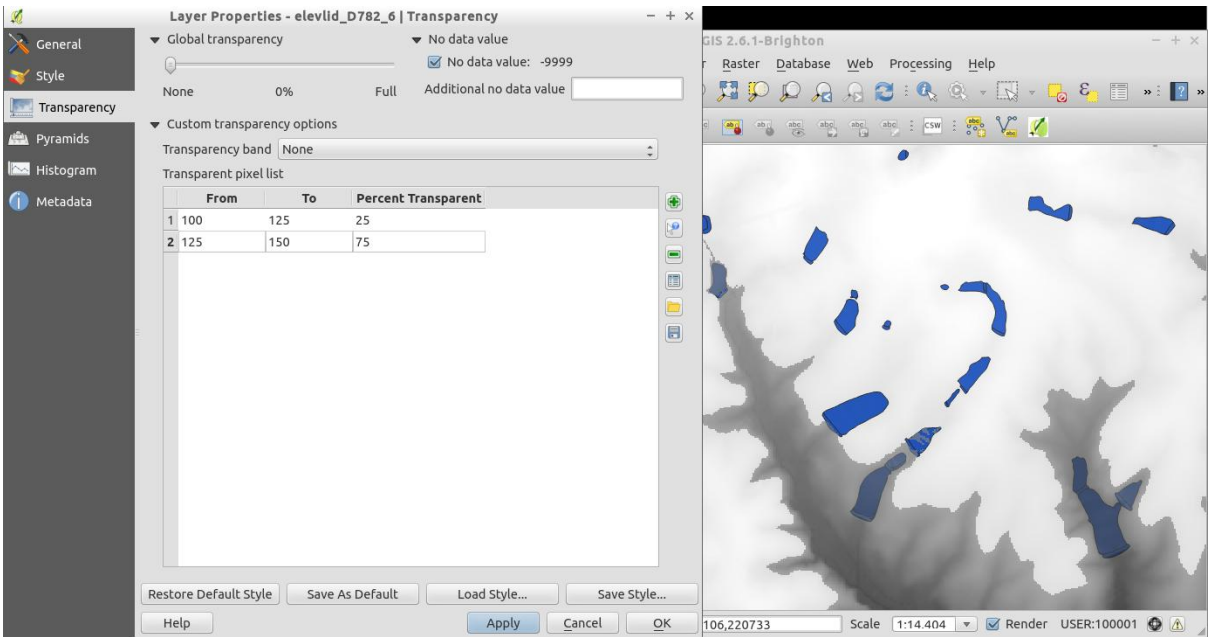 Layer Properties - elevlid_D782_6 | Transparency
General
Style
Transparency
Pyramids
Histogram
Metadata
Global transparency
None 0% Full
No data value
No data value: -9999
Additional no data value
Custom transparency options
Transparency band None
Transparent pixel list
From To Percent Transparent
1 100 125 25
2 125 150 75
Restore Default Style Save As Default Load Style... Save Style...
Help Apply Cancel OK
GIS 2.6.1-Brighton
r Raster Database Web Processing Help
csw
106,220733 Scale 1:14.404 Render USER:100001